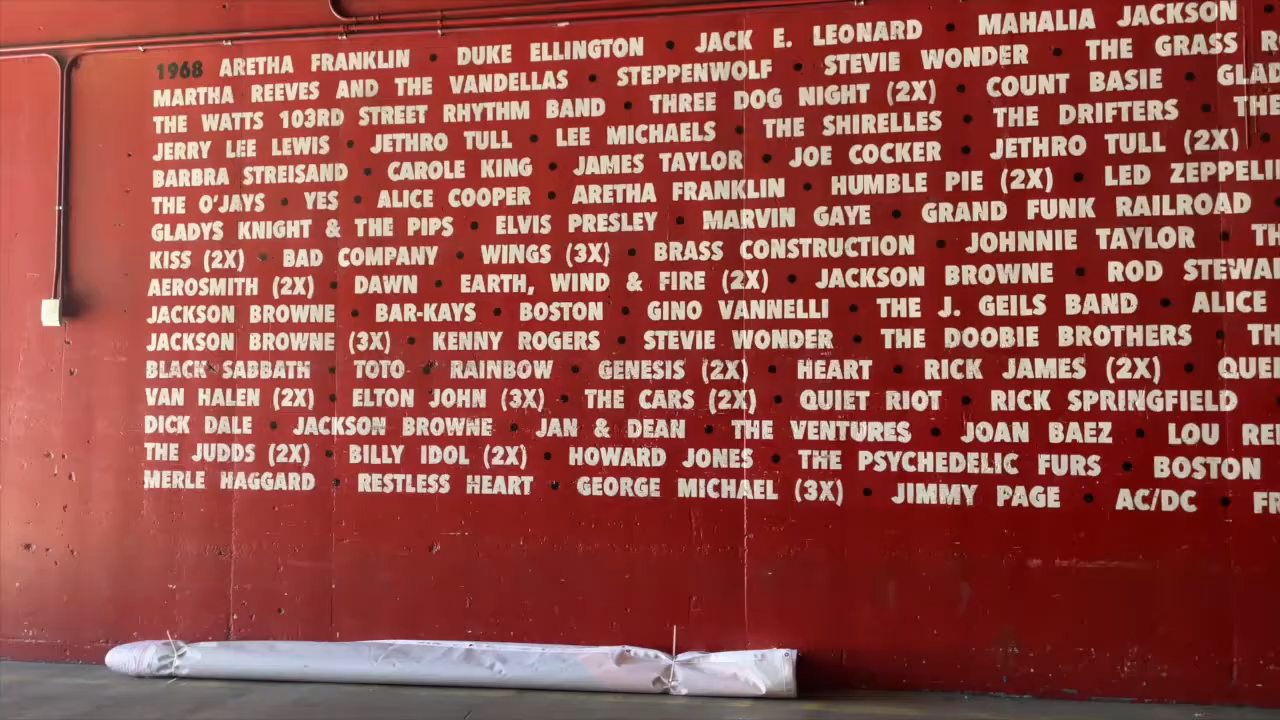 1968 ARETHA FRANKLIN • DUKE ELLINGTON • JACK E. LEONARD • MAHALIA JACKSON •
MARTHA REEVES AND THE VANDELLAS • STEPPENWOLF • STEVIE WONDER • THE GRASS
THE WATTS 103RD STREET RHYTHM BAND • THREE DOG NIGHT (2X) • COUNT BASIE •
JERRY LEE LEWIS • JETHRO TULL • LEE MICHAELS • THE SHIRELLES • THE DRIFTERS •
BARBRA STREISAND • CAROLE KING • JAMES TAYLOR • JOE COCKER • JETHRO TULL (2X) •
THE O'JAYS • YES • ALICE COOPER • ARETHA FRANKLIN • HUMBLE PIE (2X) • LED
GLADYS KNIGHT & THE PIPS • ELVIS PRESLEY • MARVIN GAYE • GRAND FUNK RAILROAD
KISS (2X) • BAD COMPANY • WINGS (3X) • BRASS CONSTRUCTION • JOHNNIE TAYLOR •
AEROSMITH (2X) • DAWN • EARTH, WIND & FIRE (2X) • JACKSON BROWNE • ROD
JACKSON BROWNE • BAR-KAYS • BOSTON • GINO VANNELLI • THE J. GEILS BAND • ALICE
JACKSON BROWNE (3X) • KENNY ROGERS • STEVIE WONDER • THE DOOBIE BROTHERS •
BLACK SABBATH • TOTO • RAINBOW • GENESIS (2X) • HEART • RICK JAMES (2X) •
VAN HALEN (2X) • ELTON JOHN (3X) • THE CARS (2X) • QUIET RIOT • RICK SPRINGFIELD
DICK DALE • JACKSON BROWNE • JAN & DEAN • THE VENTURES • JOAN BAEZ • LOU
THE JUDDS (2X) • BILLY IDOL (2X) • HOWARD JONES • THE PSYCHEDELIC FURS • BOSTON
MERLE HAGGARD • RESTLESS HEART • GEORGE MICHAEL (3X) • JIMMY PAGE • AC/DC •